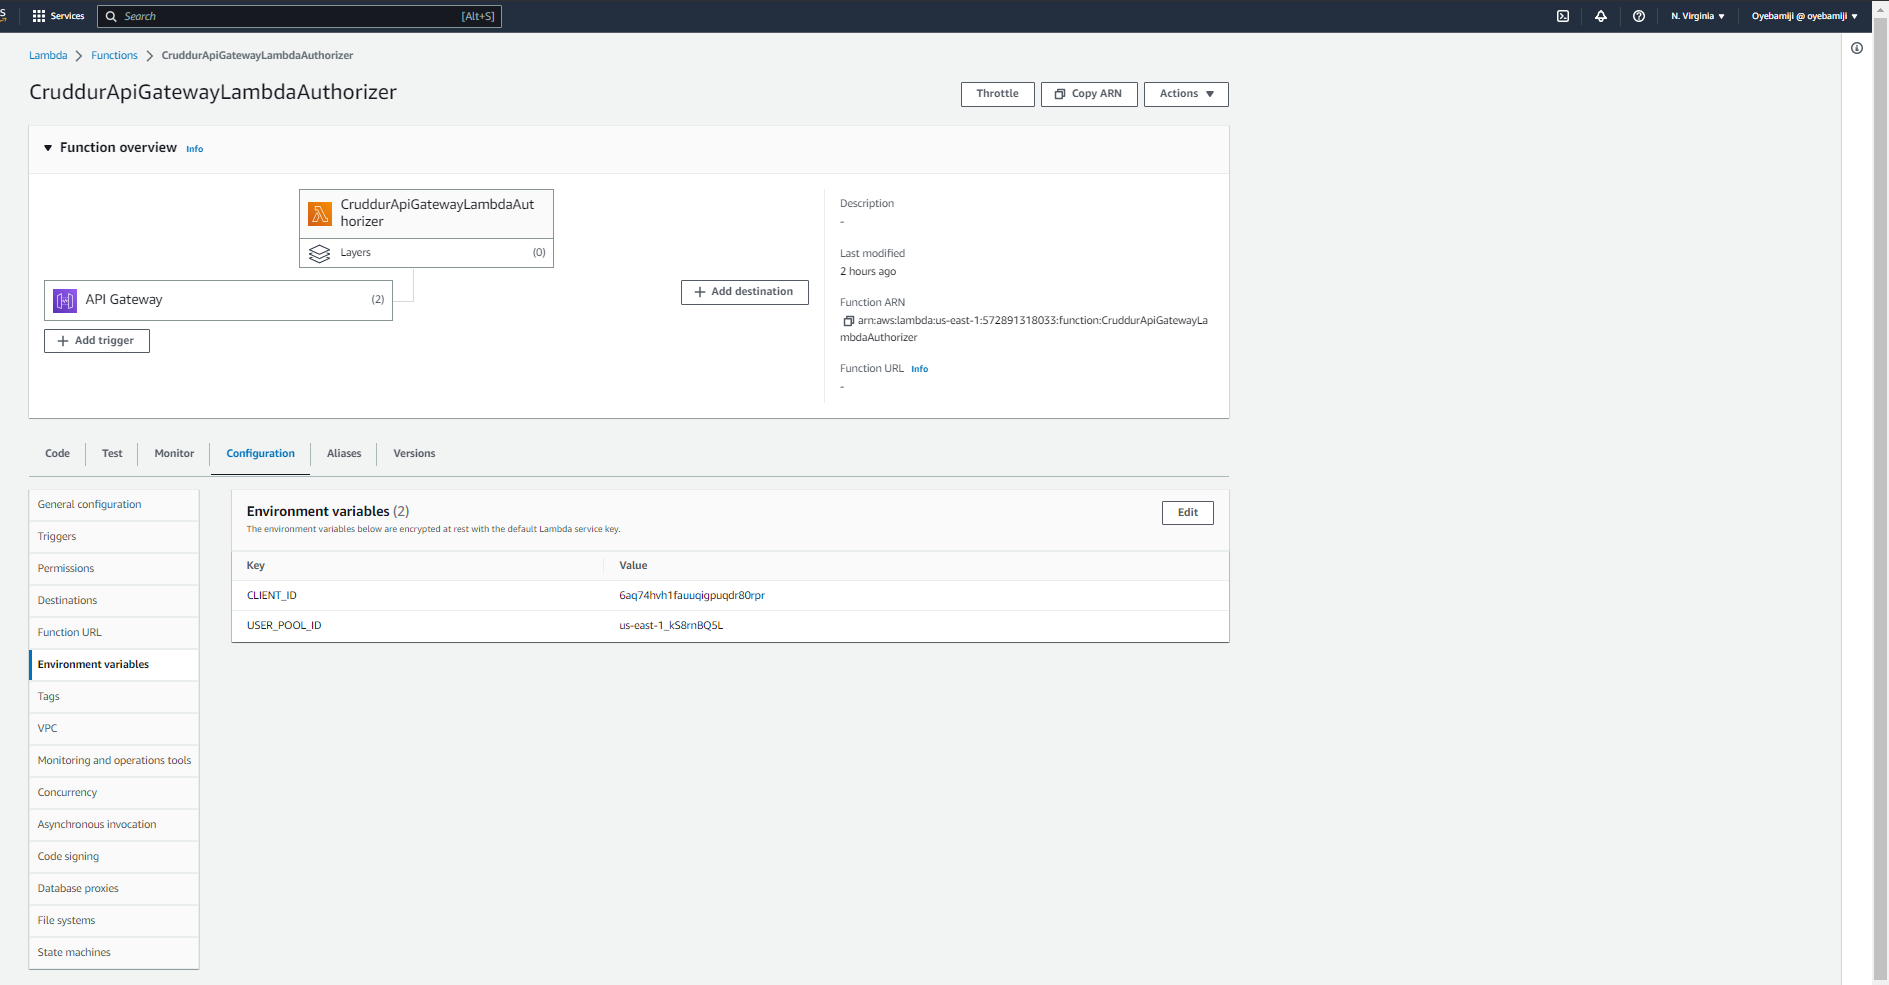 Services
Search [Alt+S]
N. Virginia ▼
Oyebamiji @ oyebamiji ▼
Lambda > Functions > CruddurApiGatewayLambdaAuthorizer
CruddurApiGatewayLambdaAuthorizer
Throttle
Copy ARN
Actions ▼
▼ Function overview Info
CruddurApiGatewayLambdaAut
horizer
Layers (0)
API Gateway (2)
+ Add trigger
+ Add destination
Description
-
Last modified
2 hours ago
Function ARN
arn:aws:lambda:us-east-1:572891318033:function:CruddurApiGatewayLa
mbdaAuthorizer
Function URL Info
-
Code
Test
Monitor
Configuration
Aliases
Versions
General configuration
Triggers
Permissions
Destinations
Function URL
Environment variables
Tags
VPC
Monitoring and operations tools
Concurrency
Asynchronous invocation
Code signing
Database proxies
File systems
State machines
Environment variables (2)
The environment variables below are encrypted at rest with the default Lambda service key.
Edit
Key Value
CLIENT_ID 6aq74hvh1fauuqigpuqdr80rpr
USER_POOL_ID us-east-1_kS8rnBQ5L